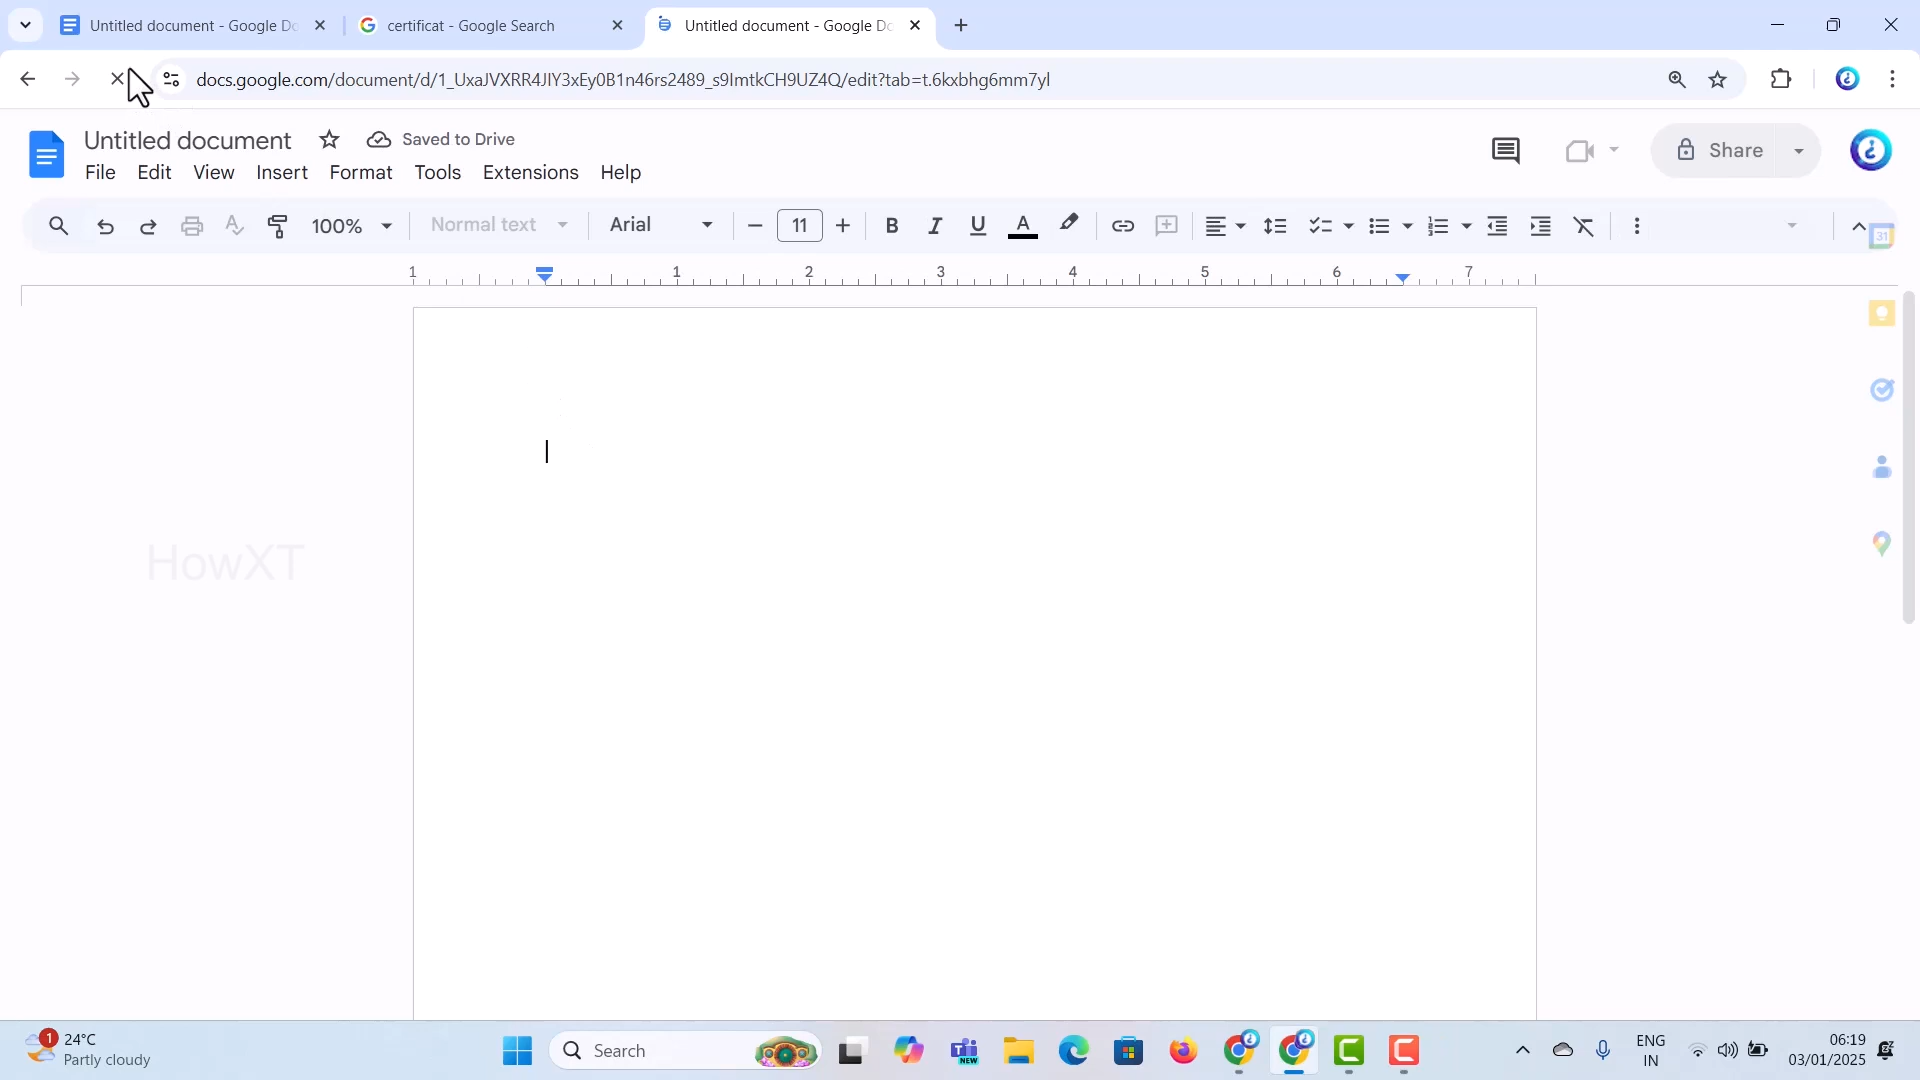 Untitled document - Google Do
certificat - Google Search
Untitled document - Google Do
docs.google.com/document/d/1_UxaJVXRR4JIY3xEy0B1n46rs2489_s9ImtkCH9UZ4Q/edit?tab=t.6kxbhg6mm7yl
Untitled document
Saved to Drive
Share
File Edit View Insert Format Tools Extensions Help
100% Normal text Arial 11 B I U A
31
1 1 2 3 4 5 6 7
HowXT
1
24°C
Partly cloudy
Search
NEW
ENG
IN
06:19
03/01/2025